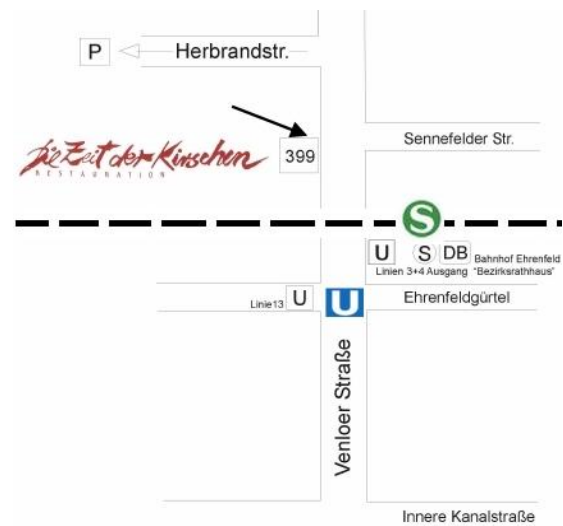 P
Herbrandstr.
Die Zeit der Kirschen
RESTAURATION
399
Sennefelder Str.
S
U S DB Bahnhof Ehrenfeld
Linien 3+4 Ausgang "Bezirksrathhaus"
Linie13 U
U
Ehrenfeldgürtel
Venloer Straße
Innere Kanalstraße